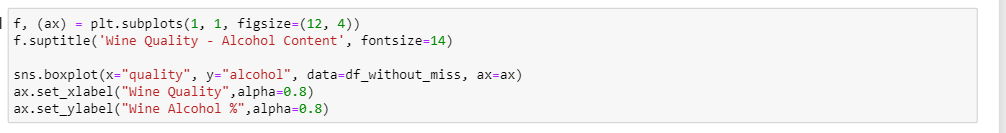 f, (ax) = plt.subplots(1, 1, figsize=(12, 4))
f.suptitle('Wine Quality - Alcohol Content', fontsize=14)
sns.boxplot(x="quality", y="alcohol", data=df_without_miss, ax=ax)
ax.set_xlabel("Wine Quality",alpha=0.8)
ax.set_ylabel("Wine Alcohol %",alpha=0.8)